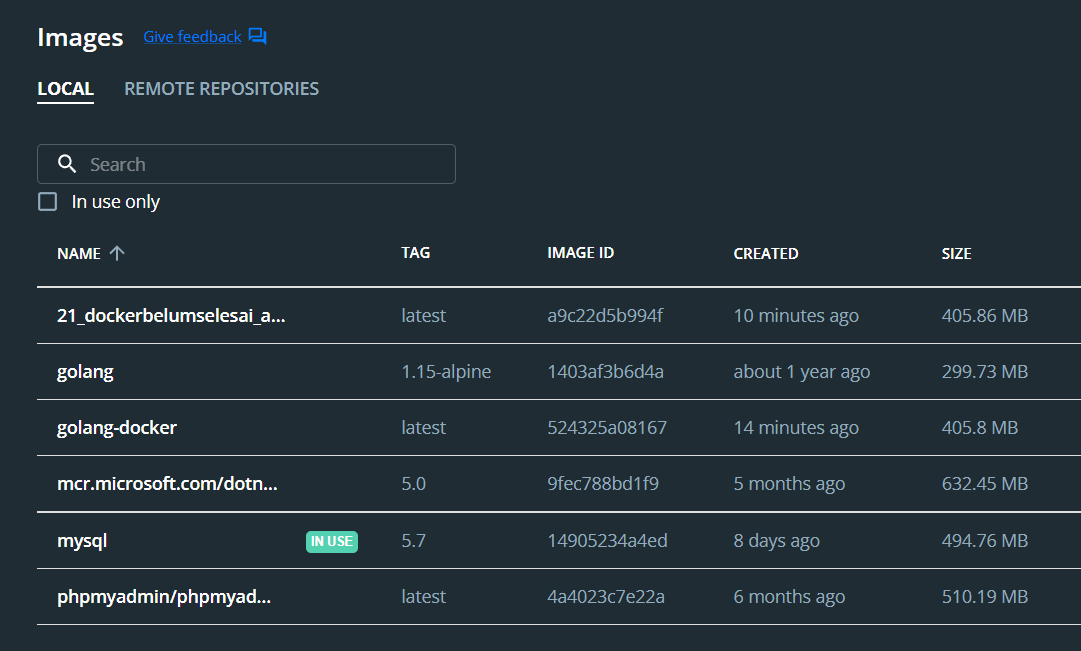 Images Give feedback
LOCAL REMOTE REPOSITORIES
Search
In use only
NAME TAG IMAGE ID CREATED SIZE
21_dockerbelumselesai_a... latest a9c22d5b994f 10 minutes ago 405.86 MB
golang 1.15-alpine 1403af3b6d4a about 1 year ago 299.73 MB
golang-docker latest 524325a08167 14 minutes ago 405.8 MB
mcr.microsoft.com/dotn... 5.0 9fec788bd1f9 5 months ago 632.45 MB
mysql IN USE 5.7 14905234a4ed 8 days ago 494.76 MB
phpmyadmin/phpmyad... latest 4a4023c7e22a 6 months ago 510.19 MB